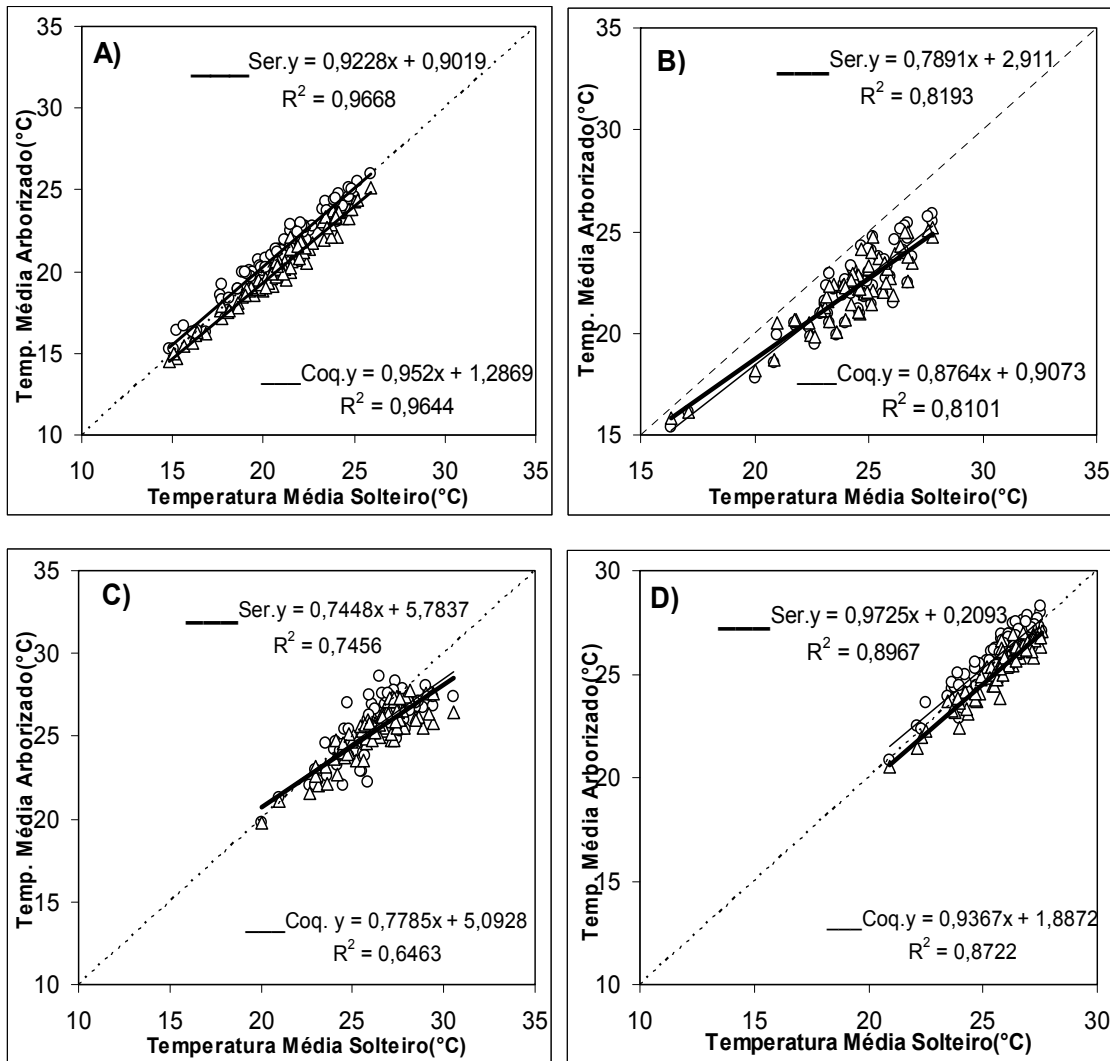 A)
Ser.y = 0,9228x + 0,9019
R² = 0,9668
Coq.y = 0,952x + 1,2869
R² = 0,9644
Temp. Média Arborizado(°C)
35
30
25
20
15
10
10 15 20 25 30 35
Temperatura Média Solteiro(°C)
B)
Ser.y = 0,7891x + 2,911
R² = 0,8193
Coq.y = 0,8764x + 0,9073
R² = 0,8101
Temp. Média Arborizado(°C)
35
30
25
20
15
15 20 25 30 35
Temperatura Média Solteiro(°C)
C)
Ser.y = 0,7448x + 5,7837
R² = 0,7456
Coq. y = 0,7785x + 5,0928
R² = 0,6463
Temp. Média Arborizado(°C)
35
30
25
20
15
10
10 15 20 25 30 35
Temperatura Média Solteiro(°C)
D)
Ser.y = 0,9725x + 0,2093
R² = 0,8967
Coq.y = 0,9367x + 1,8872
R² = 0,8722
Temp. Média Arborizado(°C)
30
25
20
15
10
10 15 20 25 30
Temperatura Média Solteiro(°C)